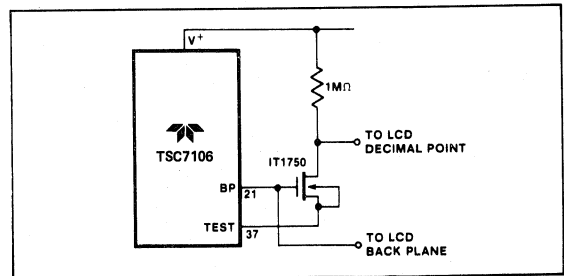 V+
1MΩ
TO LCD
DECIMAL POINT
TSC7106
IT1750
BP
21
TEST
37
TO LCD
BACK PLANE